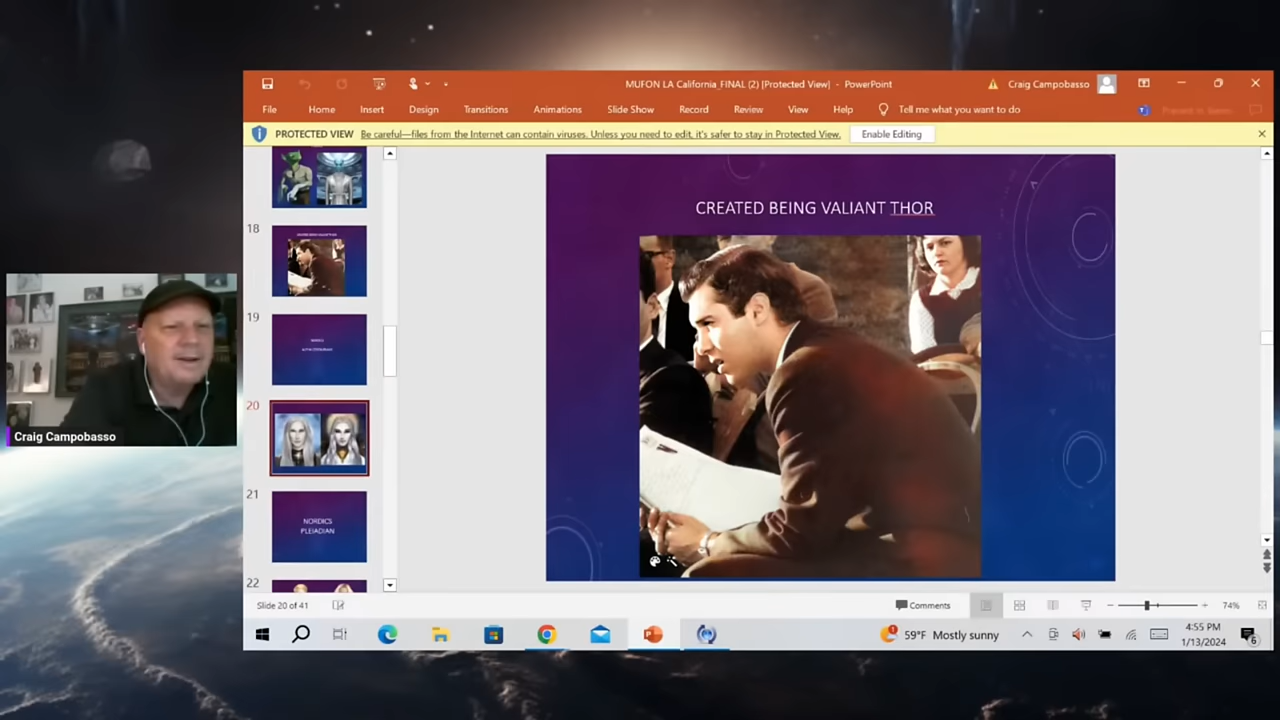 MUFON LA California_FINAL (2) [Protected View] - PowerPoint
Craig Campobasso
File Home Insert Design Transitions Animations Slide Show Record Review View Help Tell me what you want to do
PROTECTED VIEW Be careful—files from the Internet can contain viruses. Unless you need to edit, it's safer to stay in Protected View. Enable Editing
18
19
20
21
NORDICS
PLEIADIAN
22
CREATED BEING VALIANT THOR
Craig Campobasso
Slide 20 of 41
Comments
74%
59°F Mostly sunny
4:55 PM
1/13/2024
6